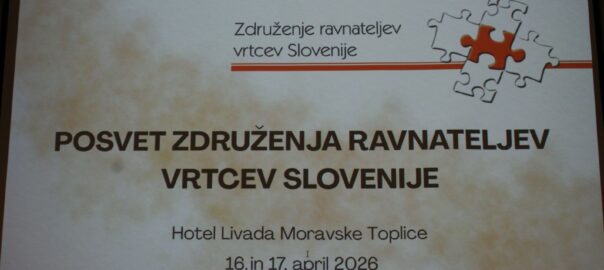 Združenje ravnateljev
vrtcev Slovenije
POSVET ZDRUŽENJA RAVNATELJEV
VRTCEV SLOVENIJE
Hotel Livada Moravske Toplice
16. in 17. april 2026